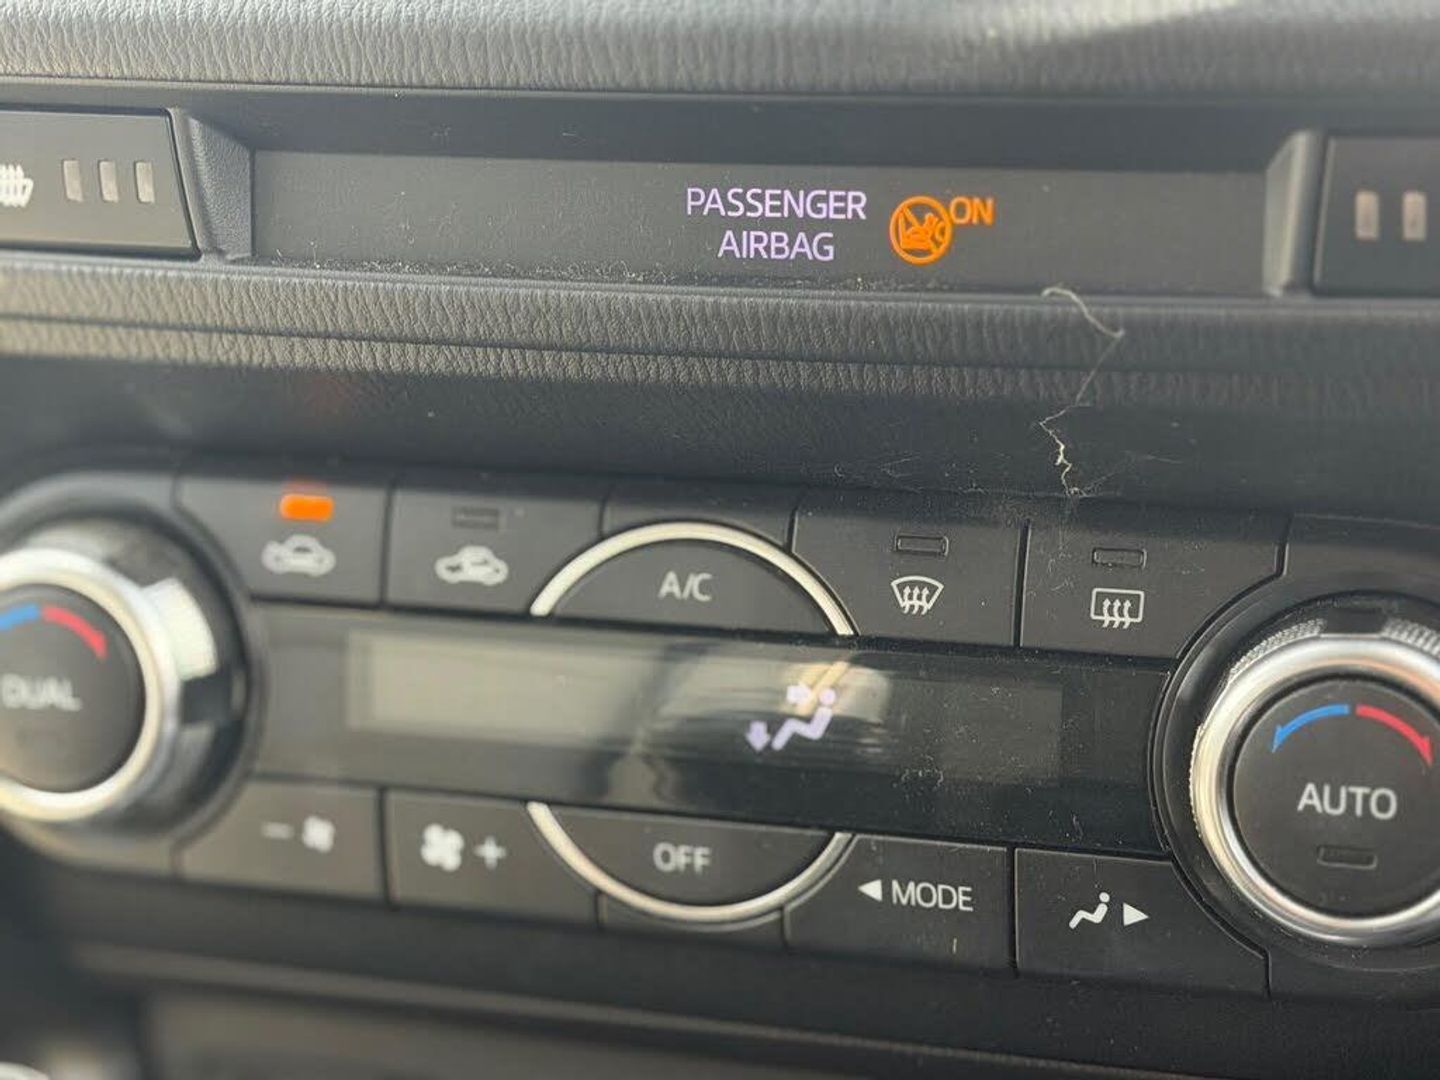 PASSENGER
AIRBAG
ON
A/C
DUAL
AUTO
OFF
MODE